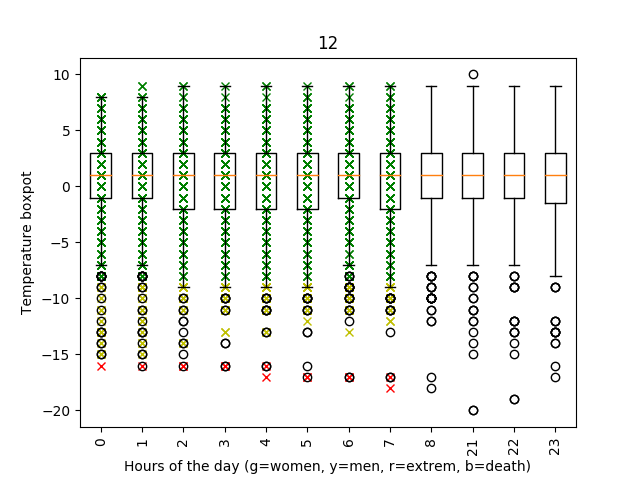 12
10
5
0
−5
−10
−15
−20
Temperature boxpot
0 1 2 3 4 5 6 7 8 21 22 23
Hours of the day (g=women, y=men, r=extrem, b=death)